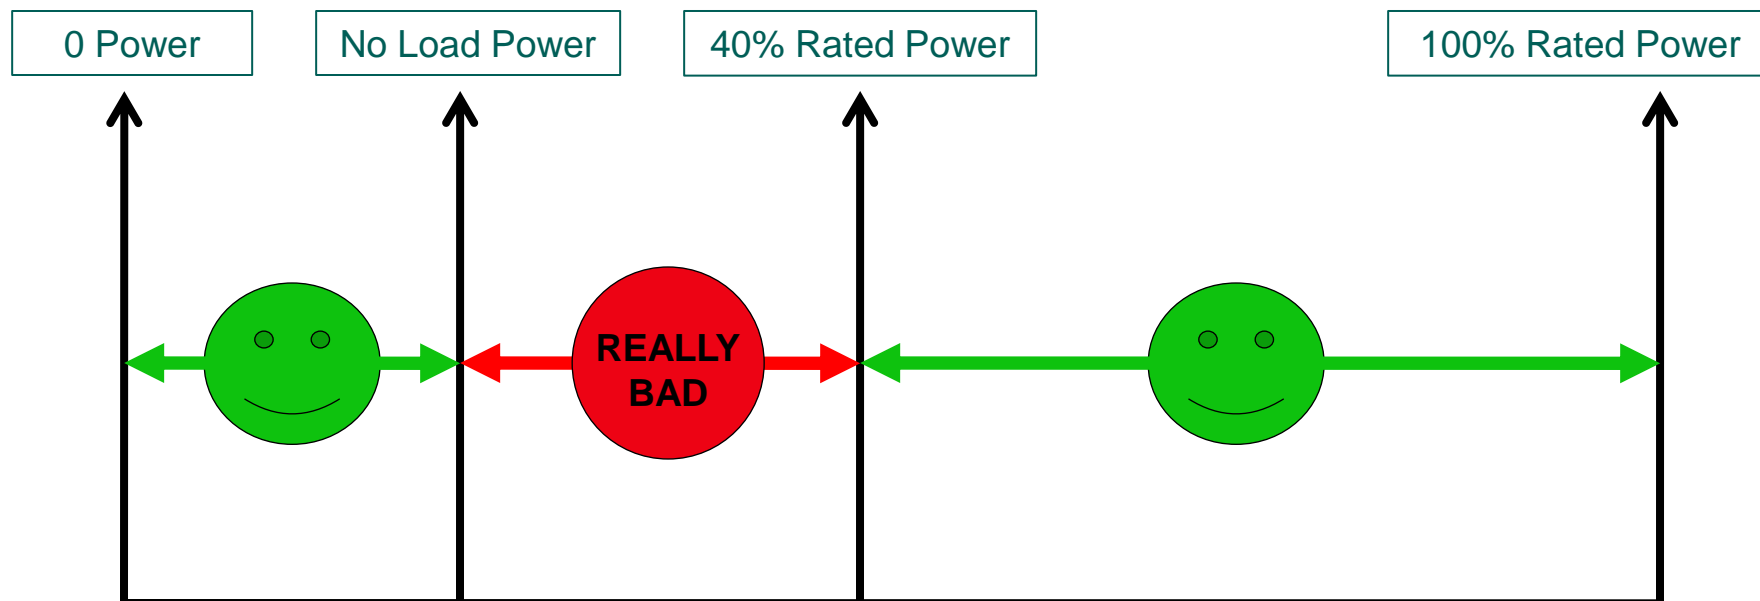 0 Power
No Load Power
40% Rated Power
100% Rated Power
REALLY
BAD